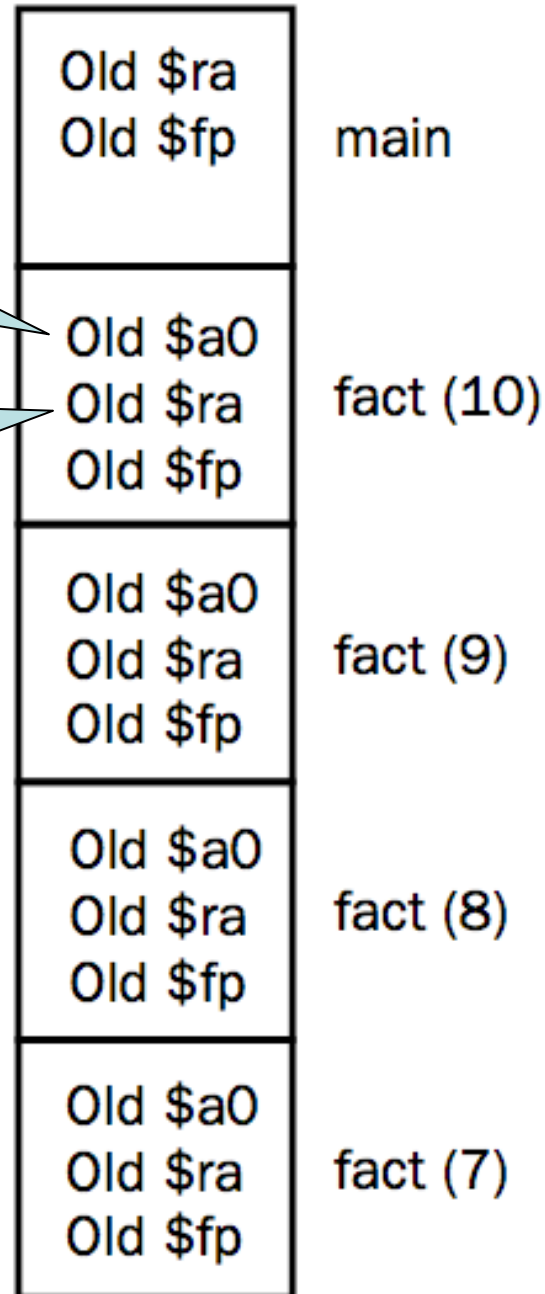 Old $ra
Old $fp main
Old $a0
Old $ra fact (10)
Old $fp
Old $a0
Old $ra fact (9)
Old $fp
Old $a0
Old $ra fact (8)
Old $fp
Old $a0
Old $ra fact (7)
Old $fp